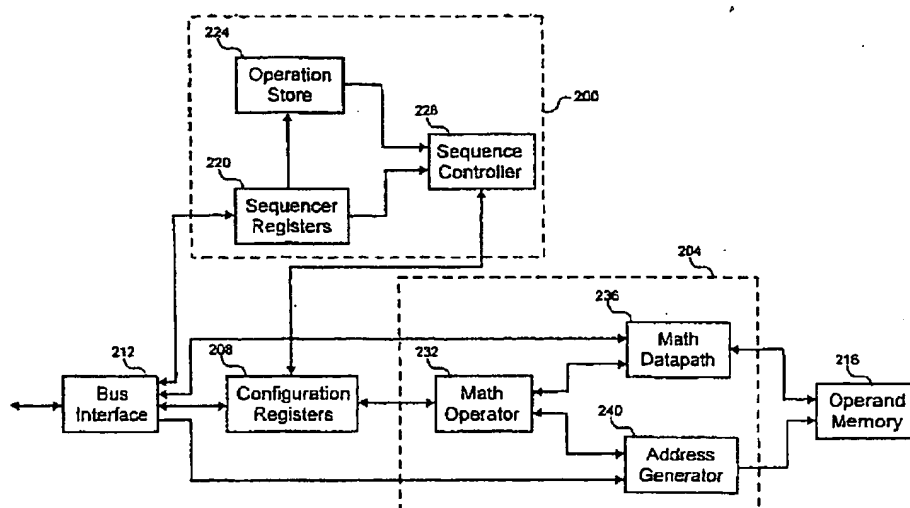 224
Operation
Store
200
228
Sequence
Controller
220
Sequencer
Registers
204
236
Math
Datapath
212
Bus
Interface
208
Configuration
Registers
232
Math
Operator
216
Operand
Memory
240
Address
Generator